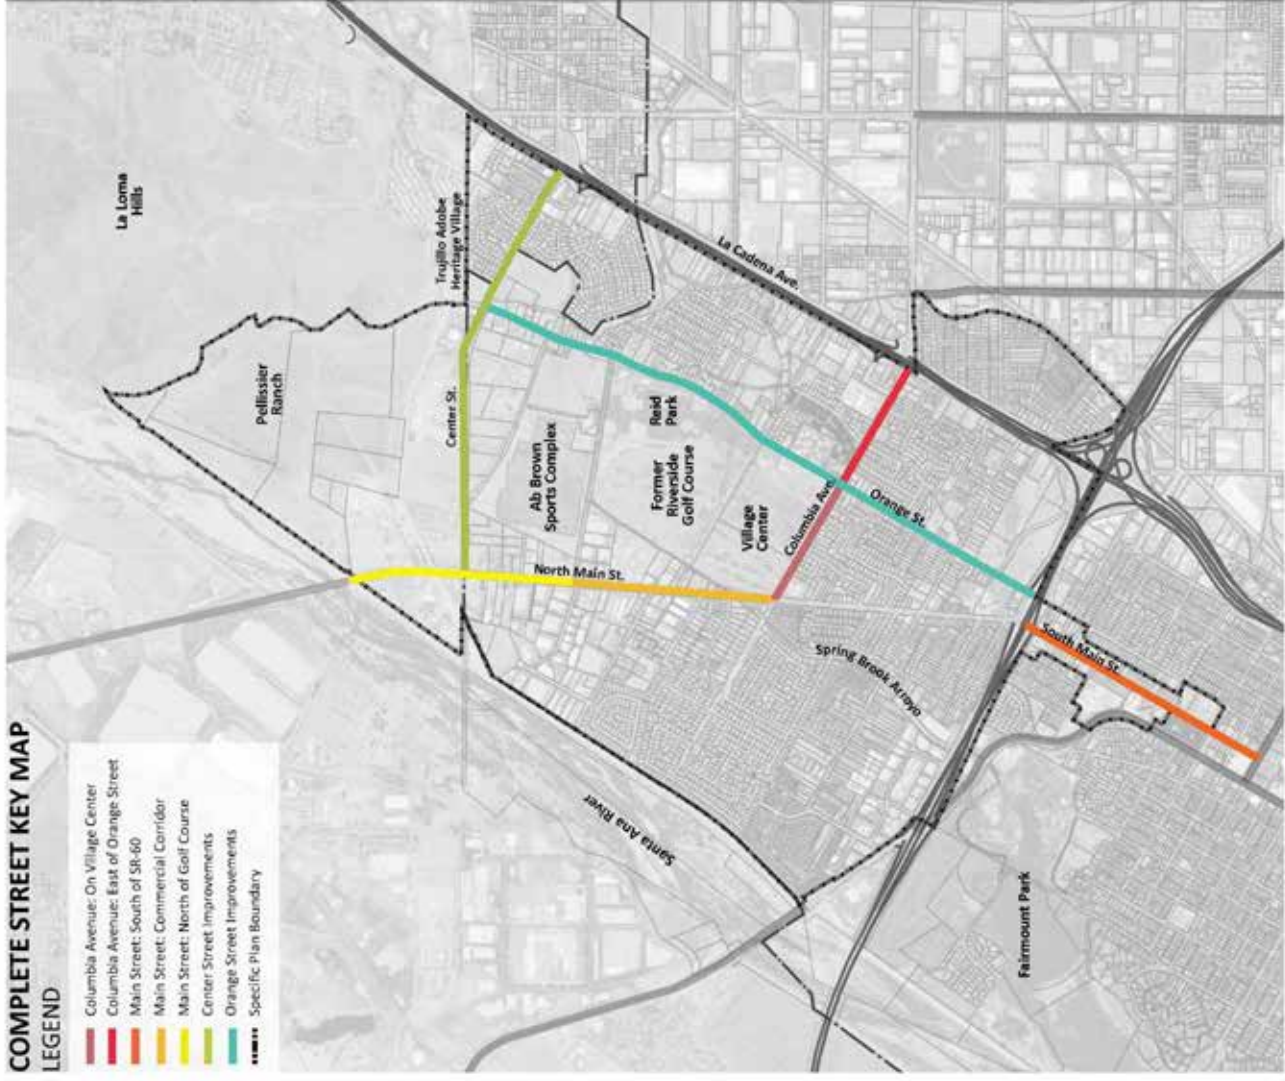 COMPLETE STREET KEY MAP
LEGEND
Columbia Avenue: On Village Center
Columbia Avenue: East of Orange Street
Main Street: South of SR-60
Main Street: Commercial Corridor
Main Street: North of Golf Course
Center Street Improvements
Orange Street Improvements
Specific Plan Boundary
La Loma
Hills
Pellissier
Ranch
Trujillo Adobe
Heritage Village
Center St.
La Cadena Ave.
Ab Brown
Sports Complex
Reid
Park
Former
Riverside
Golf Course
Village
Center
Columbia Ave.
Orange St.
North Main St.
Spring Brook Arroyo
South Main St.
Santa Ana River
Fairmount Park